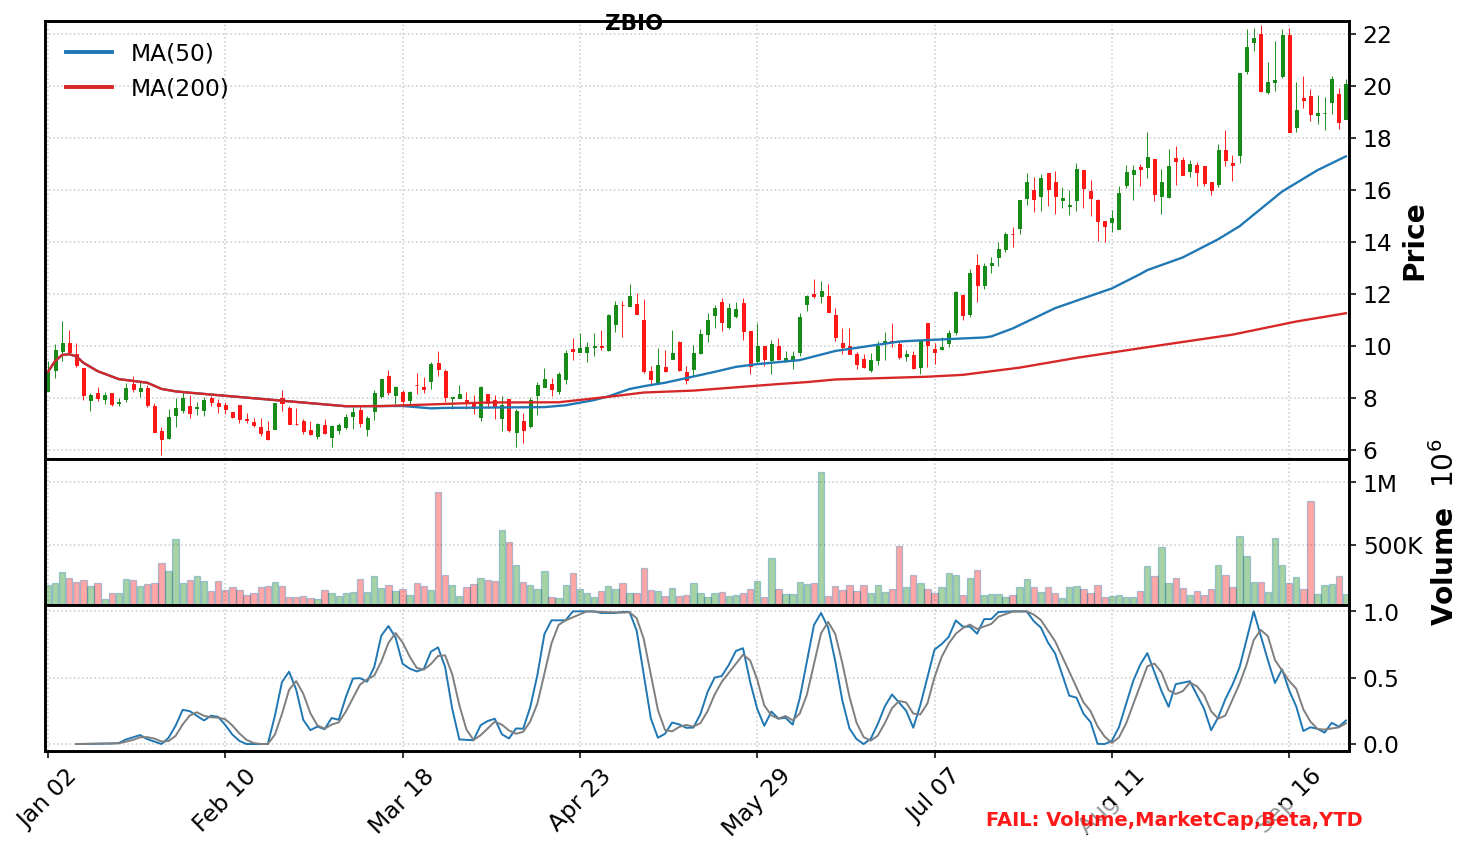 ZBIO
MA(50)
MA(200)
22
20
18
16
14
12
10
8
6
Price
1M
500K
Volume 10^6
1.0
0.5
0.0
Jan 02
Feb 10
Mar 18
Apr 23
May 29
Jul 07
Aug 11
Sep 16
FAIL: Volume,MarketCap,Beta,YTD